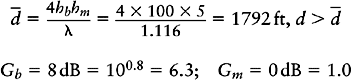 d̄ = 4h_b h_m / λ = 4 × 100 × 5 / 1.116 = 1792 ft, d > d̄
G_b = 8 dB = 10^0.8 = 6.3; G_m = 0 dB = 1.0